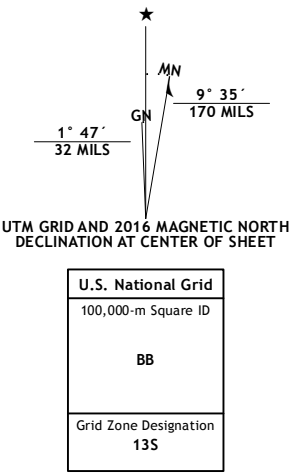 ★
MN
GN
9° 35´
170 MILS
1° 47´
32 MILS
UTM GRID AND 2016 MAGNETIC NORTH
DECLINATION AT CENTER OF SHEET
U.S. National Grid
100,000-m Square ID
BB
Grid Zone Designation
13S